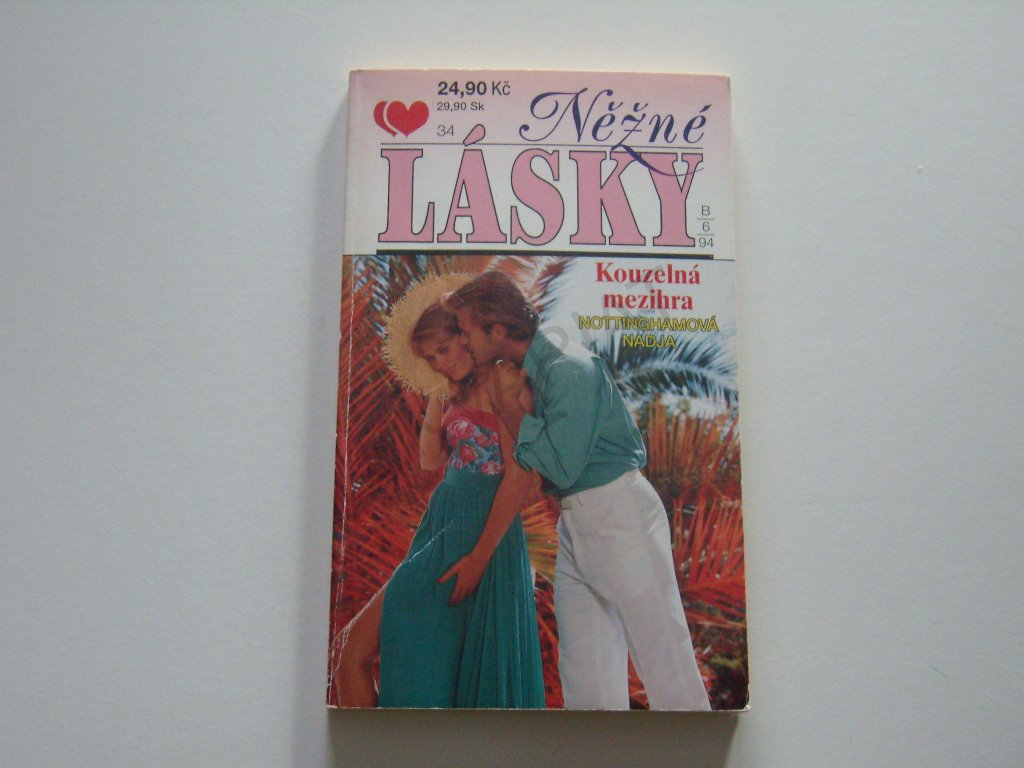 24,90 Kč
29,90 Sk
34
Něžné
LÁSKY
B
6
94
Kouzelná
mezihra
NOTTINGHAMOVÁ
NADJA